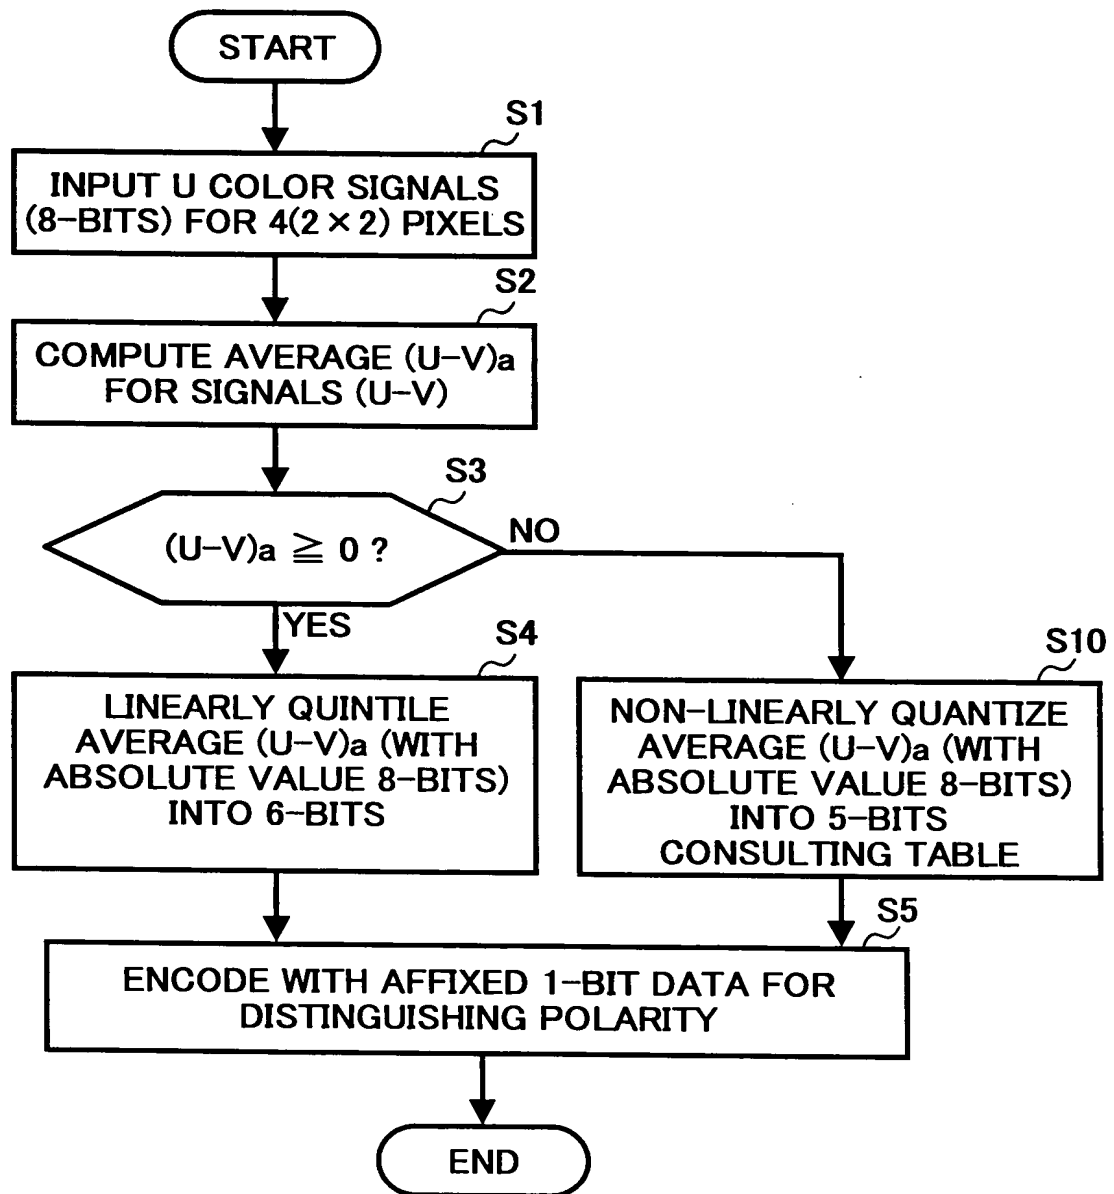 START
S1
INPUT U COLOR SIGNALS
(8-BITS) FOR 4(2 × 2) PIXELS
S2
COMPUTE AVERAGE (U-V)a
FOR SIGNALS (U-V)
S3
(U-V)a ≧ 0 ?
NO
YES
S4
LINEARLY QUINTILE
AVERAGE (U-V)a (WITH
ABSOLUTE VALUE 8-BITS)
INTO 6-BITS
S10
NON-LINEARLY QUANTIZE
AVERAGE (U-V)a (WITH
ABSOLUTE VALUE 8-BITS)
INTO 5-BITS
CONSULTING TABLE
S5
ENCODE WITH AFFIXED 1-BIT DATA FOR
DISTINGUISHING POLARITY
END